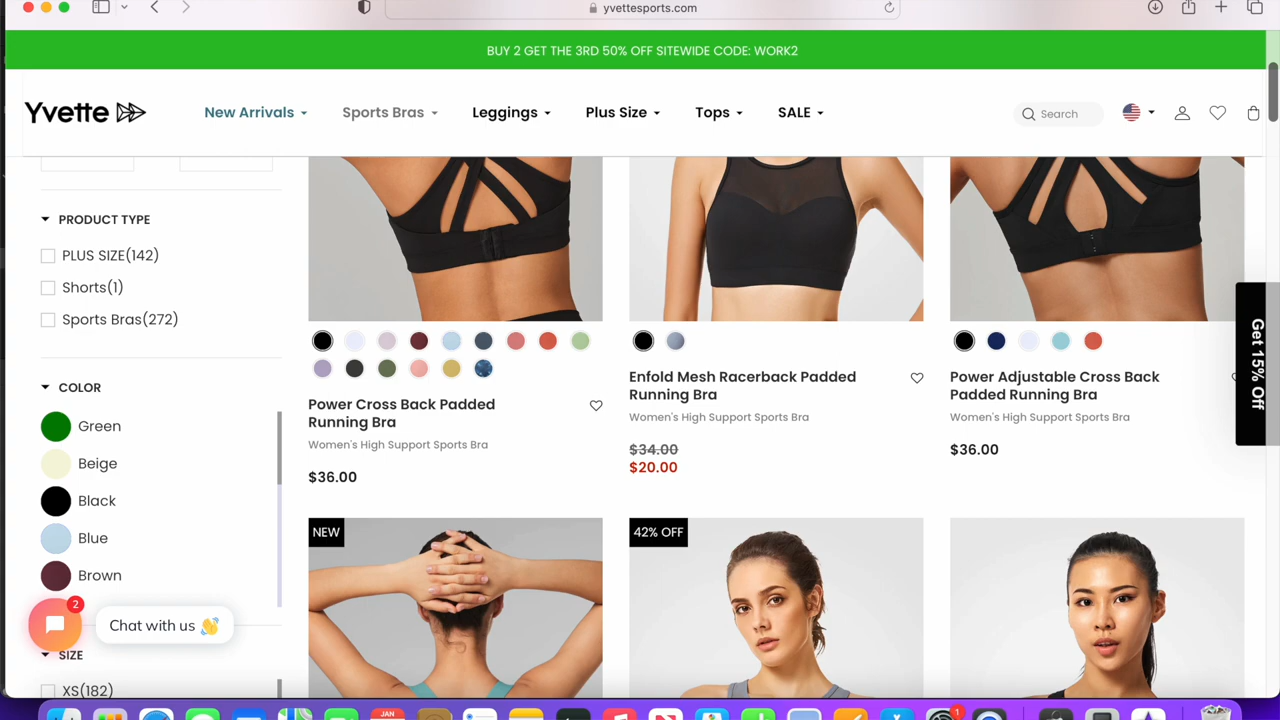 yvettesports.com
BUY 2 GET THE 3RD 50% OFF SITEWIDE CODE: WORK2
Yvette
New Arrivals
Sports Bras
Leggings
Plus Size
Tops
SALE
Search
PRODUCT TYPE
PLUS SIZE(142)
Shorts(1)
Sports Bras(272)
COLOR
Green
Beige
Black
Blue
Brown
2
Chat with us 👋
SIZE
XS(182)
Power Cross Back Padded
Running Bra
Women's High Support Sports Bra
$36.00
Enfold Mesh Racerback Padded
Running Bra
Women's High Support Sports Bra
$34.00
$20.00
Power Adjustable Cross Back
Padded Running Bra
Women's High Support Sports Bra
$36.00
Get 15% Off
NEW
42% OFF
JAN
1